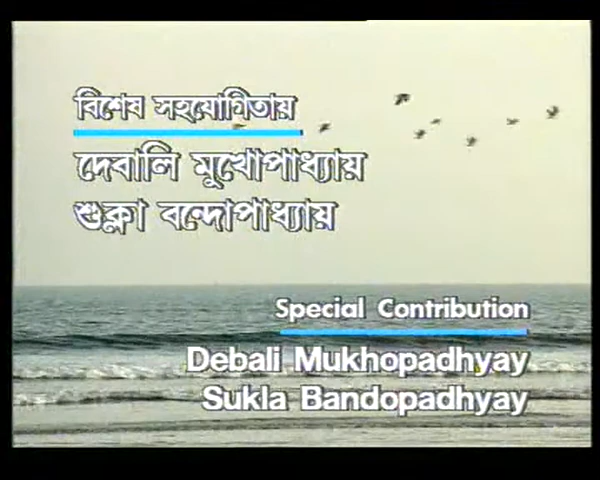 বিশেষ সহযোগিতায়
দেবালি মুখোপাধ্যায়
শুক্লা বন্দোপাধ্যায়
Special Contribution
Debali Mukhopadhyay
Sukla Bandopadhyay